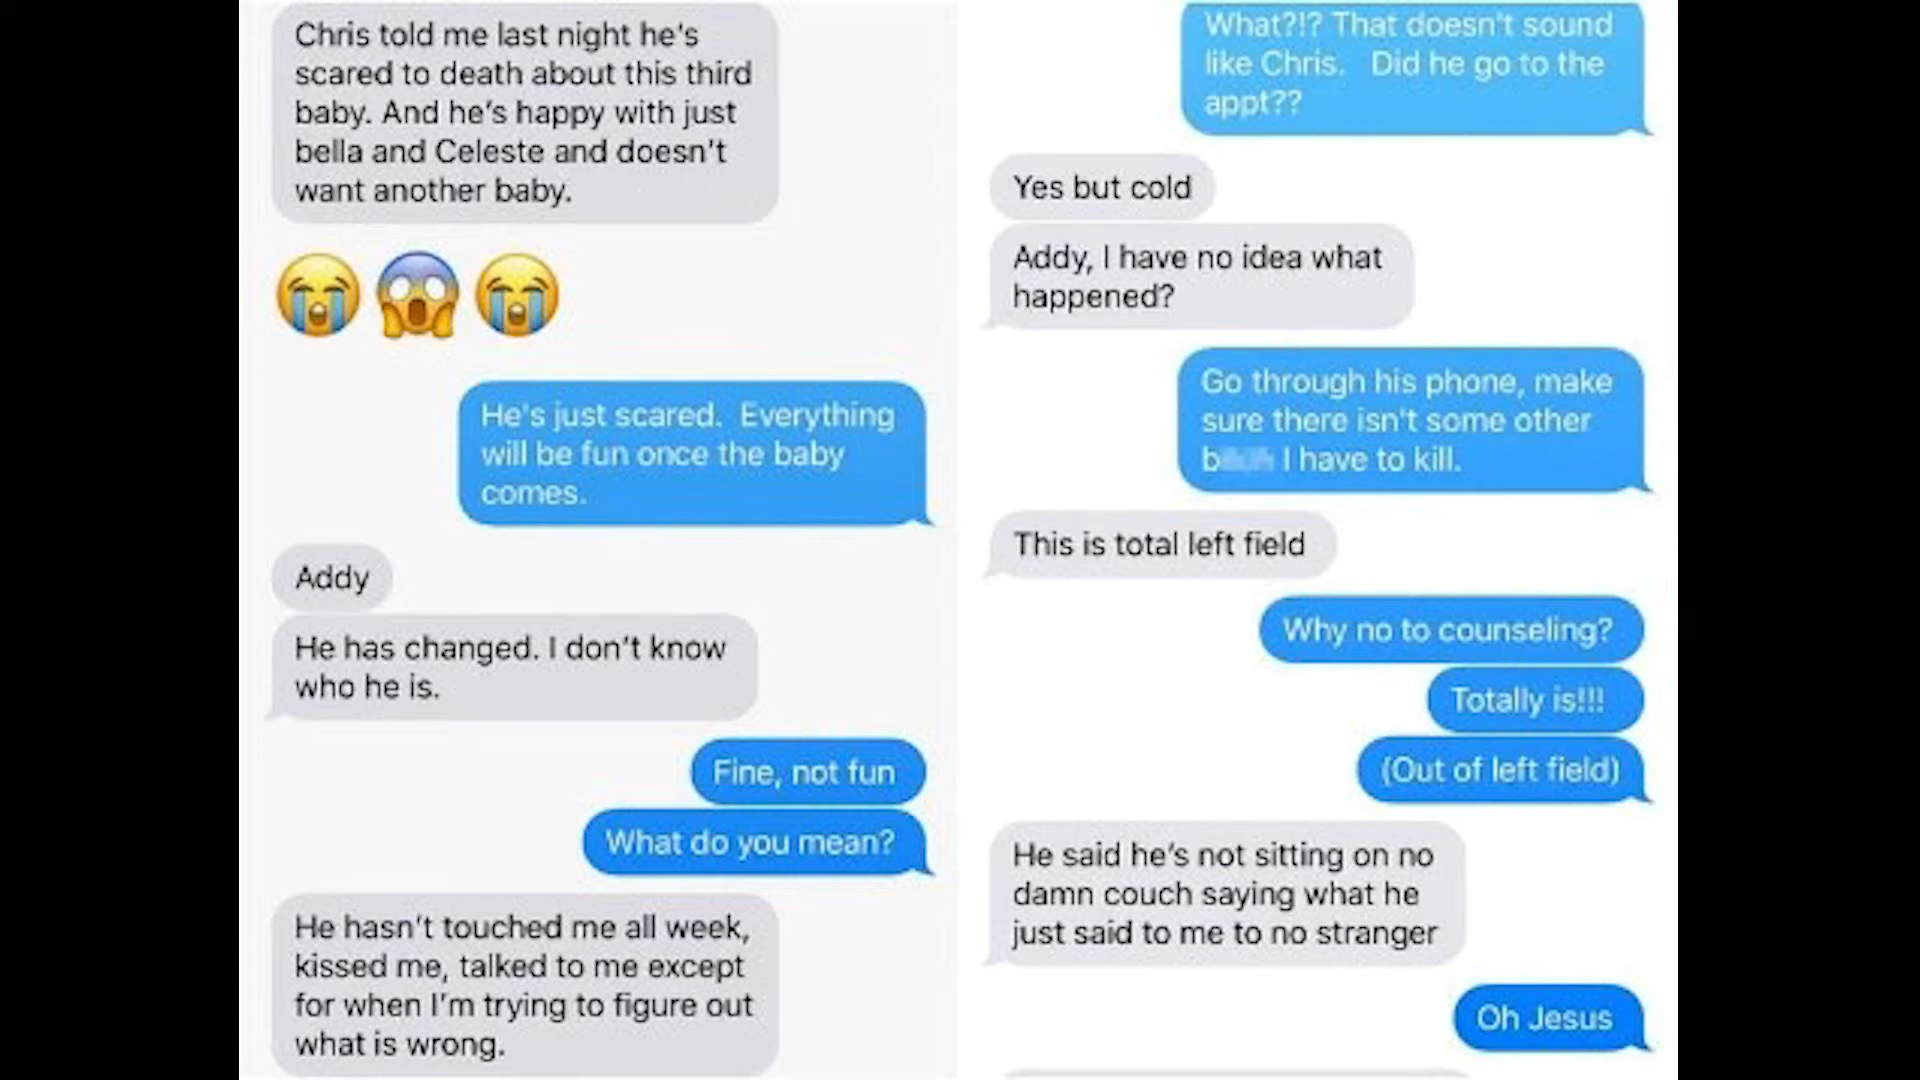 Chris told me last night he's
scared to death about this third
baby. And he's happy with just
bella and Celeste and doesn't
want another baby.
He's just scared.  Everything
will be fun once the baby
comes.
Addy
He has changed. I don't know
who he is.
Fine, not fun
What do you mean?
He hasn't touched me all week,
kissed me, talked to me except
for when I'm trying to figure out
what is wrong.
What?!? That doesn't sound
like Chris.   Did he go to the
appt??
Yes but cold
Addy, I have no idea what
happened?
Go through his phone, make
sure there isn't some other
I have to kill.
This is total left field
Why no to counseling?
Totally is!!!
(Out of left field)
He said he's not sitting on no
damn couch saying what he
just said to me to no stranger
Oh Jesus